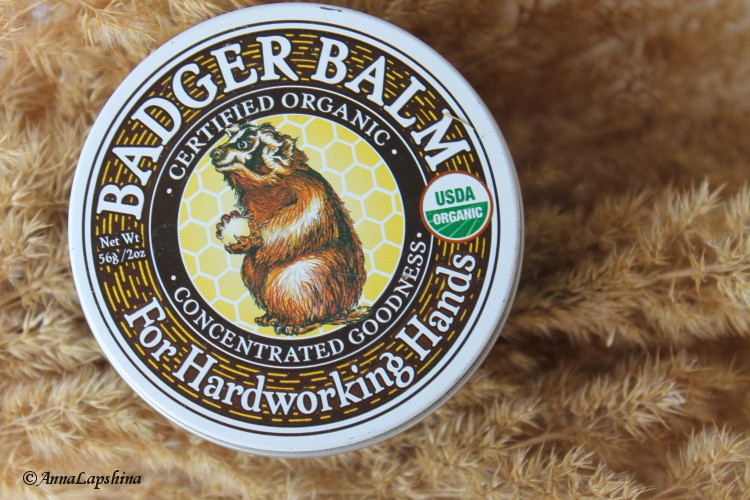 BADGER BALM
· CERTIFIED ORGANIC ·
USDA
ORGANIC
Net Wt
56g/2oz
· CONCENTRATED GOODNESS ·
For Hardworking Hands
©AnnaLapshina